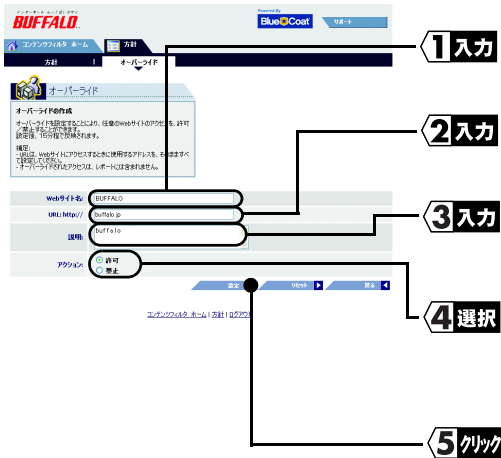 インターネット もーしあいチップ
BUFFALO
Powered By
Blue Coat
サポート
コンテンツフィルタ ホーム 方針
方針 | オーバーライド
オーバーライド
オーバーライドの作成
オーバーライドを設定することにより、任意のWebサイトのアクセスを、許可
／禁止することができます。
設定後、15分程で反映されます。
補足:
- URLは、Webサイトにアクセスするときに使用するアドレスを、そのまますべ
て設定してください。
- オーバーライドされたアクセスは、レポートには含まれません。
Webサイト名: BUFFALO
URL: http:// buffalo.jp
説明: buffalo
アクション: 許可
禁止
設定 リセット 戻る
コンテンツフィルタ ホーム | 方針 | ログアウト
1 入力
2 入力
3 入力
4 選択
5 クリック